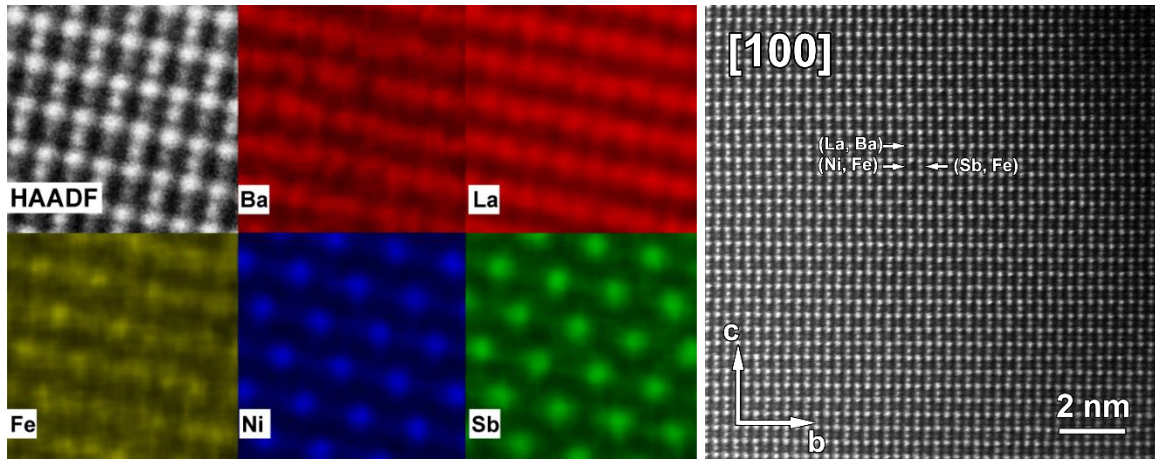 HAADF
Ba
La
Fe
Ni
Sb
[100]
(La, Ba)
(Ni, Fe)
(Sb, Fe)
c
b
2 nm